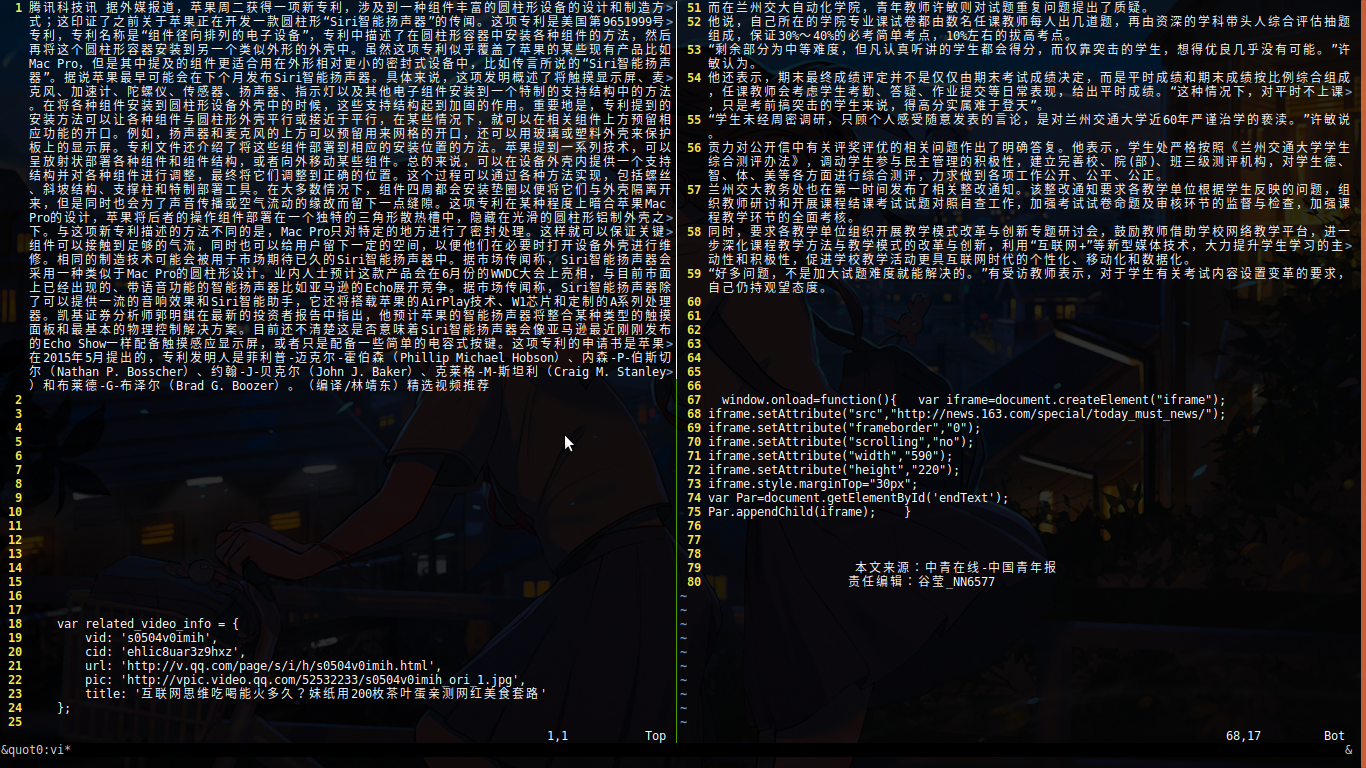 1 腾讯科技讯 据外媒报道，苹果周二获得一项新专利，涉及到一种组件丰富的圆柱形设备的设计和制造方>
式；这印证了之前关于苹果正在开发一款圆柱形“Siri智能扬声器”的传闻。这项专利是美国第9651999号>
专利，专利名称是“组件径向排列的电子设备”，专利中描述了在圆柱形容器中安装各种组件的方法，然后
再将这个圆柱形容器安装到另一个类似外形的外壳中。虽然这项专利似乎覆盖了苹果的某些现有产品比如
Mac Pro，但是其中提及的组件更适合用在外形相对更小的密封式设备中，比如传言所说的“Siri智能扬声
器”。据说苹果最早可能会在下个月发布Siri智能扬声器。具体来说，这项发明概述了将触摸显示屏、麦>
克风、加速计、陀螺仪、传感器、扬声器、指示灯以及其他电子组件安装到一个特制的支持结构中的方法
。在将各种组件安装到圆柱形设备外壳中的时候，这些支持结构起到加固的作用。重要地是，专利提到的
安装方法可以让各种组件与圆柱形外壳平行或接近于平行，在某些情况下，就可以在相关组件上方预留相
应功能的开口。例如，扬声器和麦克风的上方可以预留用来网格的开口，还可以用玻璃或塑料外壳来保护
板上的显示屏。专利文件还介绍了将这些组件部署到相应的安装位置的方法。苹果提到一系列技术，可以
呈放射状部署各种组件和组件结构，或者向外移动某些组件。总的来说，可以在设备外壳内提供一个支持
结构并对各种组件进行调整，最终将它们调整到正确的位置。这个过程可以通过各种方法实现，包括螺丝
、斜坡结构、支撑柱和特制部署工具。在大多数情况下，组件四周都会安装垫圈以便将它们与外壳隔离开
来，但是同时也会为了声音传播或空气流动的缘故而留下一点缝隙。这项专利在某种程度上暗合苹果Mac
Pro的设计，苹果将后者的操作组件部署在一个独特的三角形散热槽中，隐藏在光滑的圆柱形铝制外壳之>
下。与这项新专利描述的方法不同的是，Mac Pro只对特定的地方进行了密封处理。这样就可以保证关键>
组件可以接触到足够的气流，同时也可以给用户留下一定的空间，以便他们在必要时打开设备外壳进行维
修。相同的制造技术可能会被用于市场期待已久的Siri智能扬声器中。据市场传闻称，Siri智能扬声器会
采用一种类似于Mac Pro的圆柱形设计。业内人士预计这款产品会在6月份的WWDC大会上亮相，与目前市面
上已经出现的、带语音功能的智能扬声器比如亚马逊的Echo展开竞争。据市场传闻称，Siri智能扬声器除
了可以提供一流的音响效果和Siri智能助手，它还将搭载苹果的AirPlay技术、W1芯片和定制的A系列处理
器。凯基证券分析师郭明錤在最新的投资者报告中指出，他预计苹果的智能扬声器将整合某种类型的触摸
面板和最基本的物理控制解决方案。目前还不清楚这是否意味着Siri智能扬声器会像亚马逊最近刚刚发布
的Echo Show一样配备触摸感应显示屏，或者只是配备一些简单的电容式按键。这项专利的申请书是苹果>
在2015年5月提出的，专利发明人是菲利普-迈克尔-霍伯森（Phillip Michael Hobson）、内森-P-伯斯切
尔（Nathan P. Bosscher）、约翰-J-贝克尔（John J. Baker）、克莱格-M-斯坦利（Craig M. Stanley>
）和布莱德-G-布泽尔（Brad G. Boozer）。（编译/林靖东）精选视频推荐
2
3
4
5
6
7
8
9
10
11
12
13
14
15
16
17
18 var related_video_info = {
19 vid: 's0504v0imih',
20 cid: 'ehlic8uar3z9hxz',
21 url: 'http://v.qq.com/page/s/i/h/s0504v0imih.html',
22 pic: 'http://vpic.video.qq.com/52532233/s0504v0imih_ori_1.jpg',
23 title: '互联网思维吃喝能火多久？妹纸用200枚茶叶蛋亲测网红美食套路'
24 };
25
1,1 Top
51 而在兰州交大自动化学院，青年教师许敏则对试题重复问题提出了质疑。
52 他说，自己所在的学院专业课试卷都由数名任课教师每人出几道题，再由资深的学科带头人综合评估抽题
组成，保证30%～40%的必考简单考点，10%左右的拔高考点。
53 “剩余部分为中等难度，但凡认真听讲的学生都会得分，而仅靠突击的学生，想得优良几乎没有可能。”许
敏认为。
54 他还表示，期末最终成绩评定并不是仅仅由期末考试成绩决定，而是平时成绩和期末成绩按比例综合组成
，任课教师会考虑学生考勤、答疑、作业提交等日常表现，给出平时成绩。“这种情况下，对平时不上课>
，只是考前搞突击的学生来说，得高分实属难于登天”。
55 “学生未经周密调研，只顾个人感受随意发表的言论，是对兰州交通大学近60年严谨治学的亵渎。”许敏说
。
56 贡力对公开信中有关评奖评优的相关问题作出了明确答复。他表示，学生处严格按照《兰州交通大学学生
综合测评办法》，调动学生参与民主管理的积极性，建立完善校、院(部)、班三级测评机构，对学生德、
智、体、美等各方面进行综合测评，力求做到各项工作公开、公平、公正。
57 兰州交大教务处也在第一时间发布了相关整改通知。该整改通知要求各教学单位根据学生反映的问题，组
织教师研讨和开展课程结课考试试题对照自查工作，加强考试试卷命题及审核环节的监督与检查，加强课
程教学环节的全面考核。
58 同时，要求各教学单位组织开展教学模式改革与创新专题研讨会，鼓励教师借助学校网络教学平台，进一
步深化课程教学方法与教学模式的改革与创新，利用“互联网+”等新型媒体技术，大力提升学生学习的主>
动性和积极性，促进学校教学活动更具互联网时代的个性化、移动化和数据化。
59 “好多问题，不是加大试题难度就能解决的。”有受访教师表示，对于学生有关考试内容设置变革的要求，
自己仍持观望态度。
60
61
62
63
64
65
66
67 window.onload=function(){ var iframe=document.createElement("iframe");
68 iframe.setAttribute("src","http://news.163.com/special/today_must_news/");
69 iframe.setAttribute("frameborder","0");
70 iframe.setAttribute("scrolling","no");
71 iframe.setAttribute("width","590");
72 iframe.setAttribute("height","220");
73 iframe.style.marginTop="30px";
74 var Par=document.getElementById('endText');
75 Par.appendChild(iframe); }
76
77
78
79 本文来源：中青在线-中国青年报
80 责任编辑：谷莹_NN6577
~
~
~
~
~
~
~
~
~
~
68,17 Bot
&quot0:vi* &